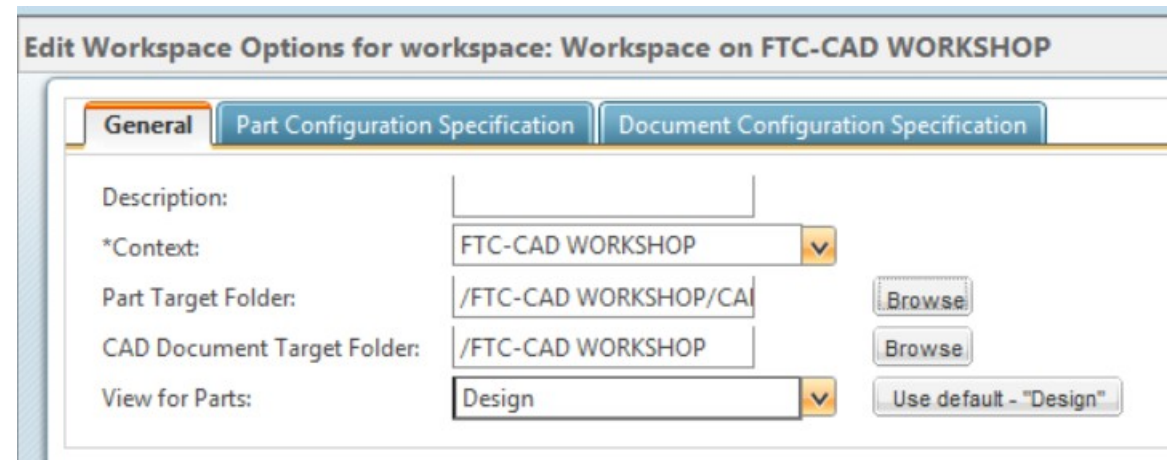 Edit Workspace Options for workspace: Workspace on FTC-CAD WORKSHOP
General Part Configuration Specification Document Configuration Specification
Description:
*Context: FTC-CAD WORKSHOP
Part Target Folder: /FTC-CAD WORKSHOP/CAI Browse
CAD Document Target Folder: /FTC-CAD WORKSHOP Browse
View for Parts: Design Use default - "Design"